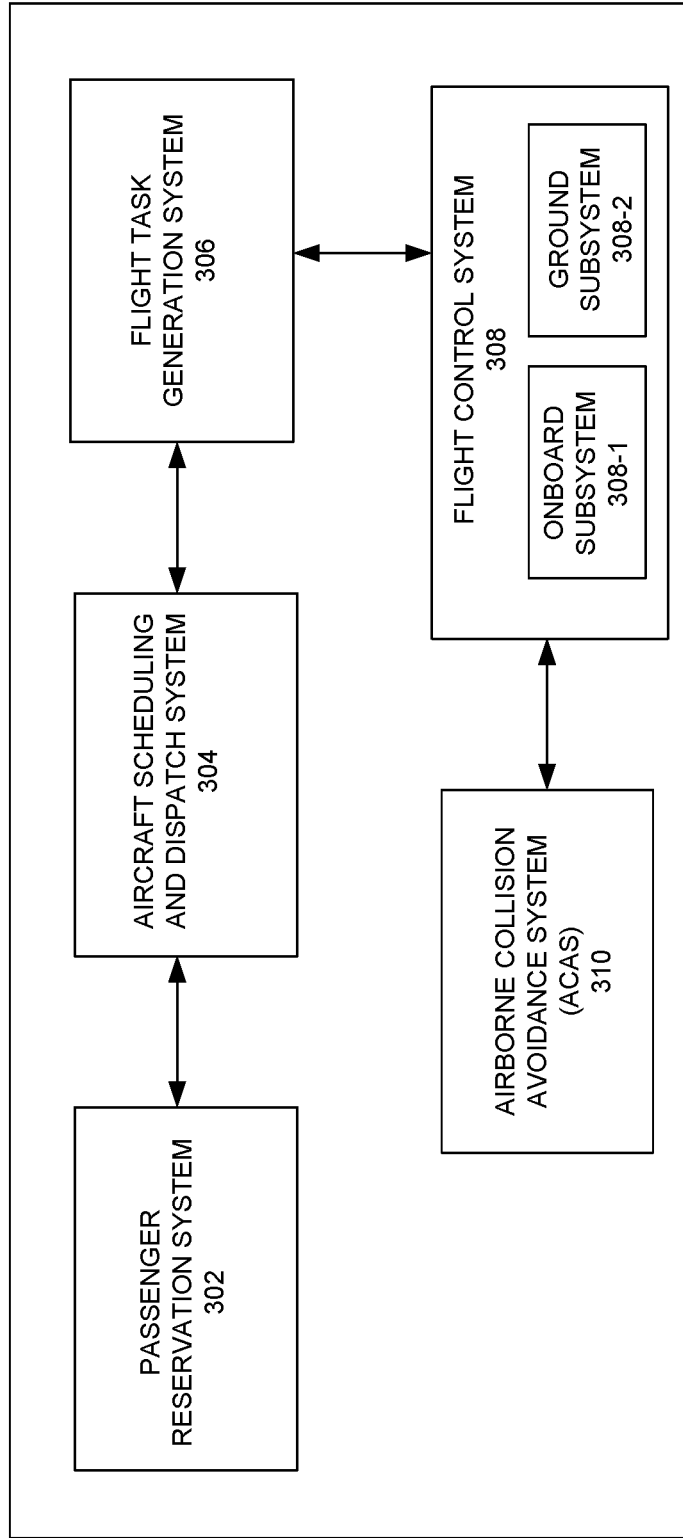 PASSENGER
RESERVATION SYSTEM
302
AIRCRAFT SCHEDULING
AND DISPATCH SYSTEM
304
FLIGHT TASK
GENERATION SYSTEM
306
AIRBORNE COLLISION
AVOIDANCE SYSTEM
(ACAS)
310
FLIGHT CONTROL SYSTEM
308
ONBOARD
SUBSYSTEM
308-1
GROUND
SUBSYSTEM
308-2